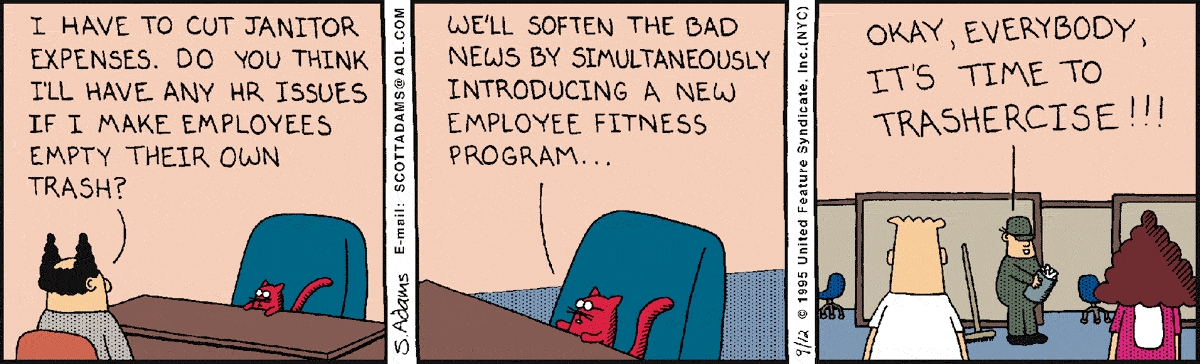 I HAVE TO CUT JANITOR
EXPENSES. DO YOU THINK
I'LL HAVE ANY HR ISSUES
IF I MAKE EMPLOYEES
EMPTY THEIR OWN
TRASH?
S. Adams E-mail: SCOTTADAMS@AOL.COM
WE'LL SOFTEN THE BAD
NEWS BY SIMULTANEOUSLY
INTRODUCING A NEW
EMPLOYEE FITNESS
PROGRAM...
9/12 © 1995 United Feature Syndicate, Inc.(NYC)
OKAY, EVERYBODY,
IT'S TIME TO
TRASHERCISE!!!